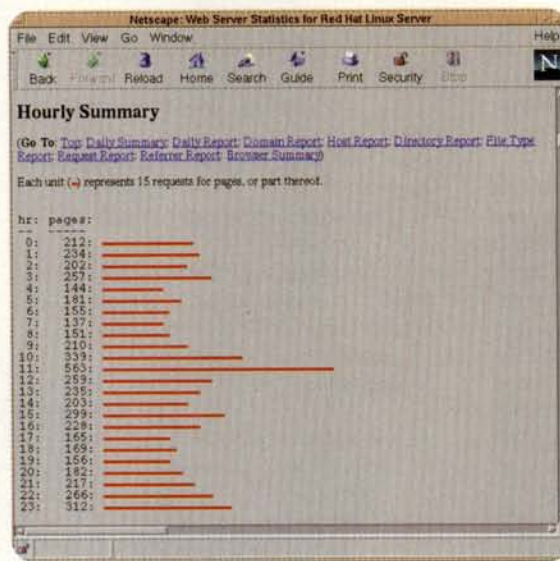 Netscape: Web Server Statistics for Red Hat Linux Server
File Edit View Go Window Help
Back Forward Reload Home Search Guide Print Security Stop
N
Hourly Summary
(Go To: Top: Daily Summary: Daily Report: Domain Report: Host Report: Directory Report: File Type
Report: Request Report: Referrer Report: Browser Summary)
Each unit (–) represents 15 requests for pages, or part thereof.
hr: pages:
-- -----
0: 212:
1: 234:
2: 202:
3: 257:
4: 144:
5: 181:
6: 155:
7: 137:
8: 151:
9: 210:
10: 339:
11: 563:
12: 259:
13: 235:
14: 203:
15: 299:
16: 228:
17: 165:
18: 169:
19: 156:
20: 182:
21: 217:
22: 266:
23: 312: